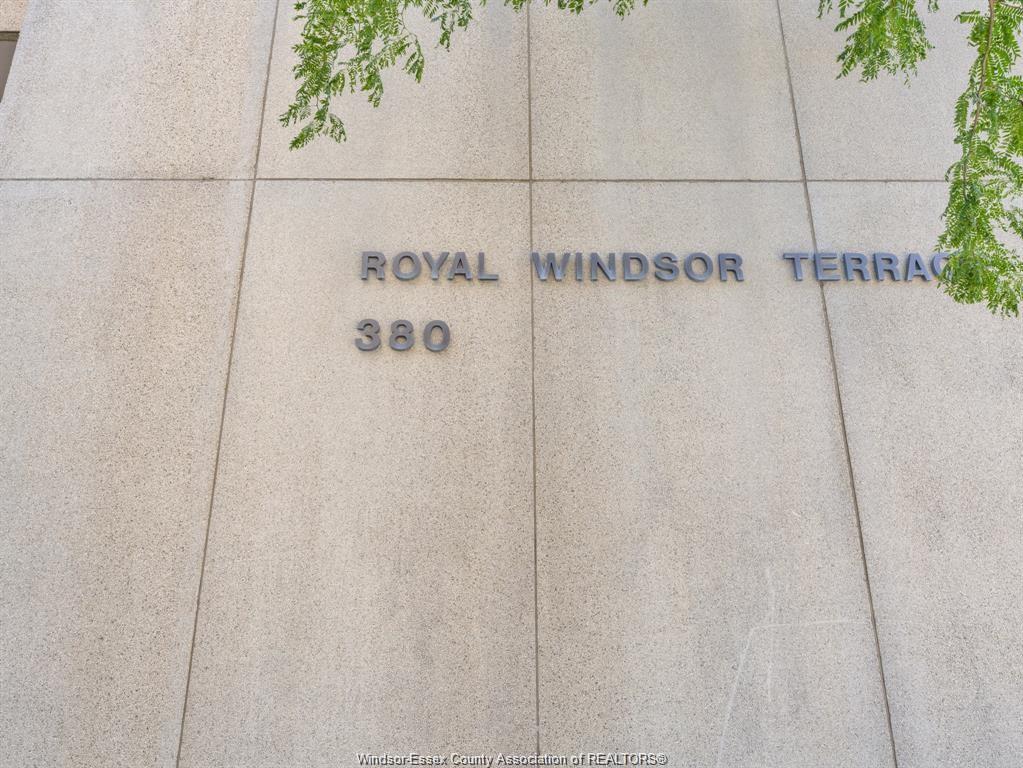 ROYAL WINDSOR TERRAC
380
Windsor-Essex County Association of REALTORS®